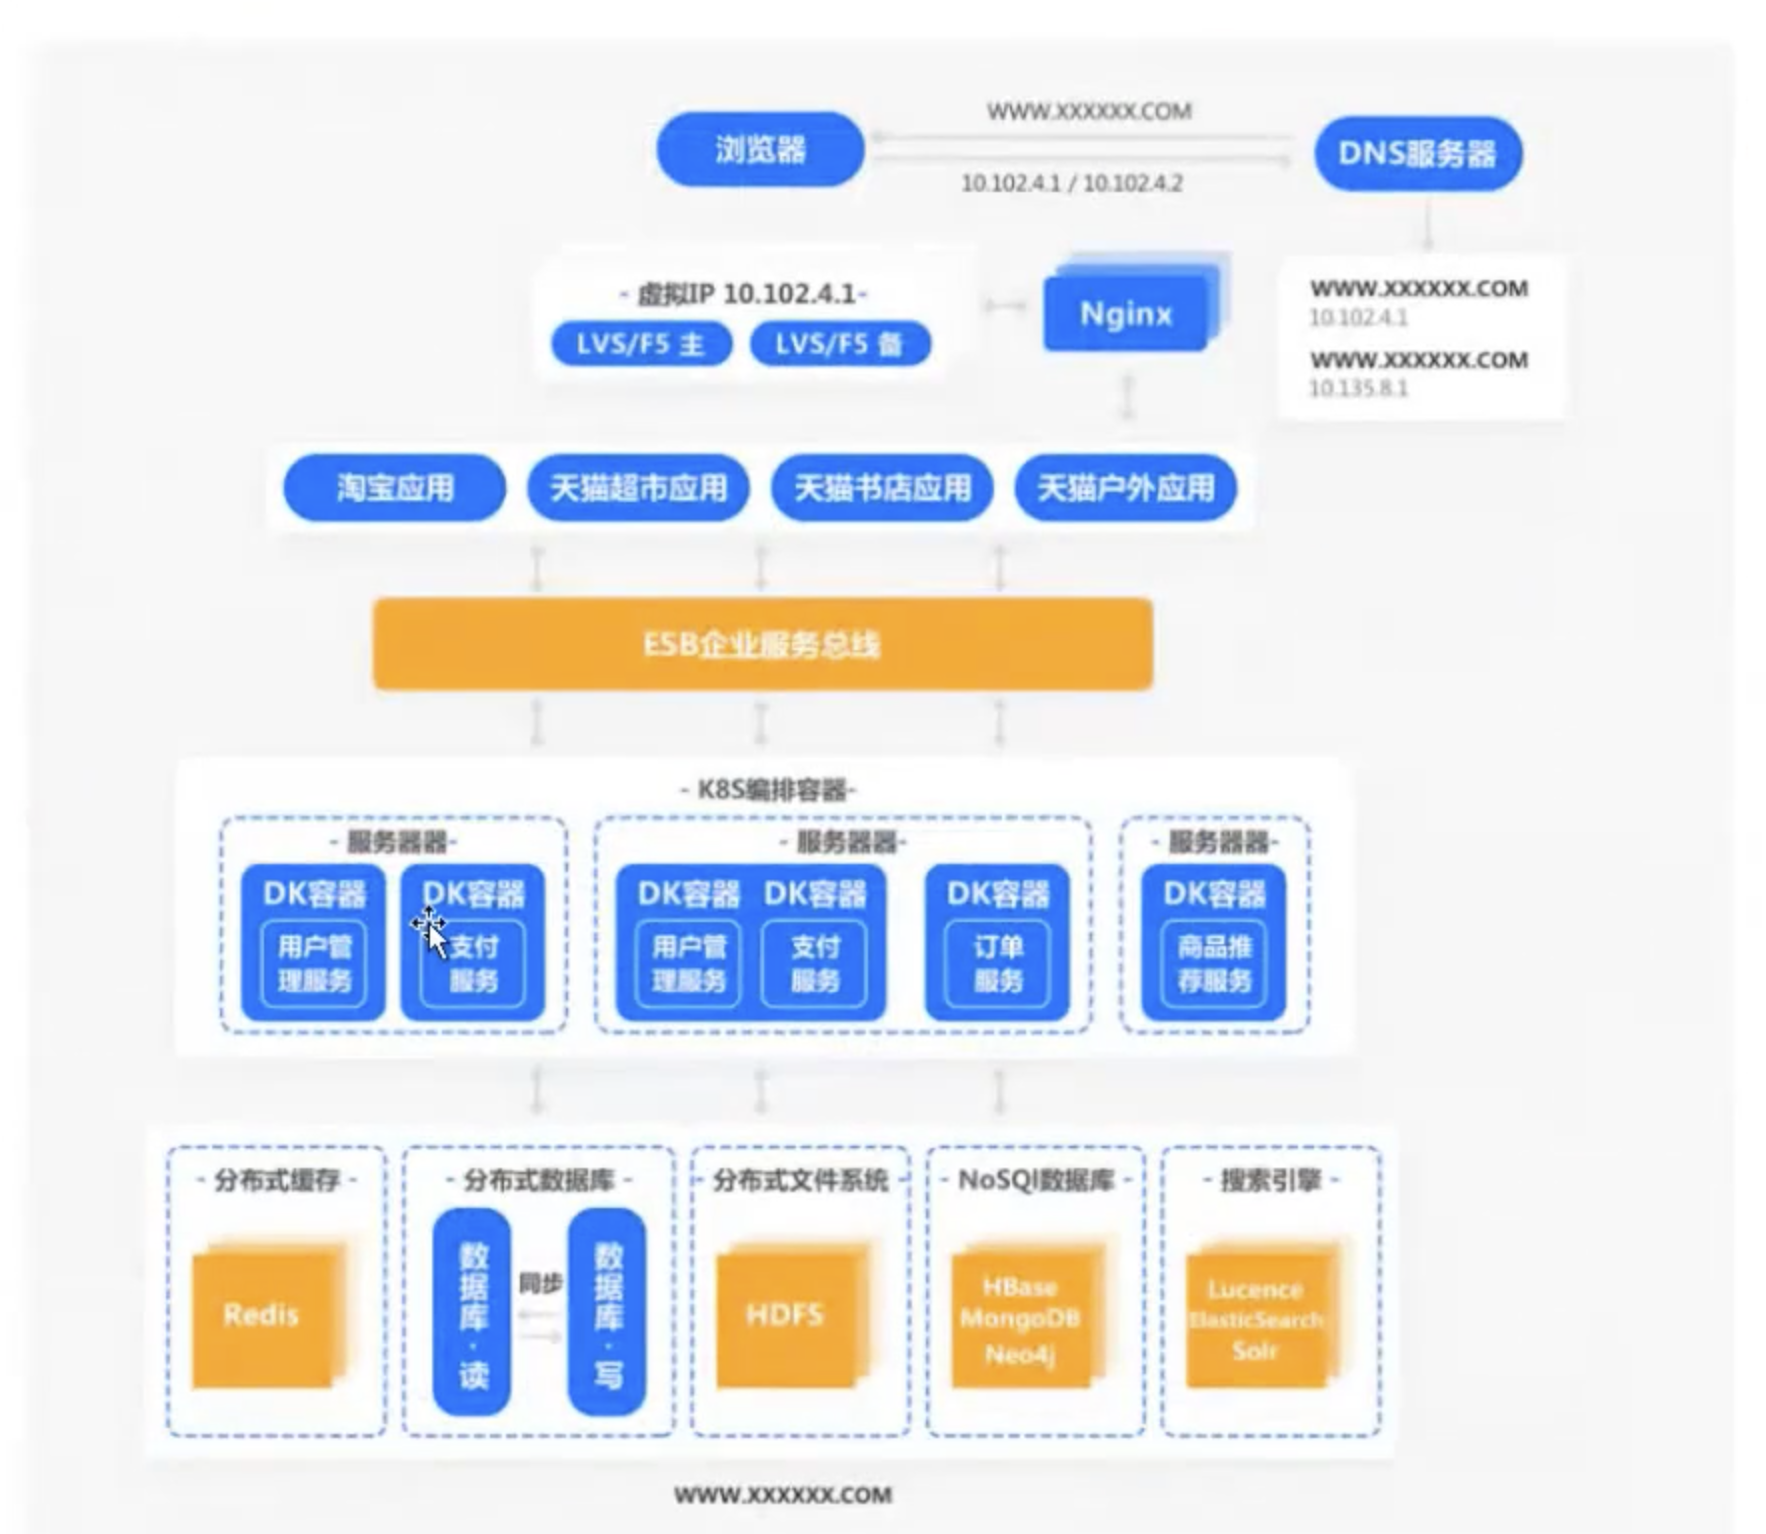 WWW.XXXXXX.COM
浏览器
DNS服务器
10.102.4.1 / 10.102.4.2
- 虚拟IP 10.102.4.1-
LVS/F5 主
LVS/F5 备
Nginx
WWW.XXXXXX.COM
10.102.4.1
WWW.XXXXXX.COM
10.135.8.1
淘宝应用
天猫超市应用
天猫书店应用
天猫户外应用
ESB企业服务总线
- K8S编排容器-
- 服务器器-
DK容器
用户管
理服务
DK容器
支付
服务
- 服务器器-
DK容器
用户管
理服务
DK容器
支付
服务
DK容器
订单
服务
- 服务器器-
DK容器
商品推
荐服务
- 分布式缓存 -
Redis
- 分布式数据库 -
数据库·读
同步
数据库·写
- 分布式文件系统 -
HDFS
- NoSQl数据库 -
HBase
MongoDB
Neo4j
- 搜索引擎 -
Lucence
ElasticSearch
Solr
WWW.XXXXXX.COM